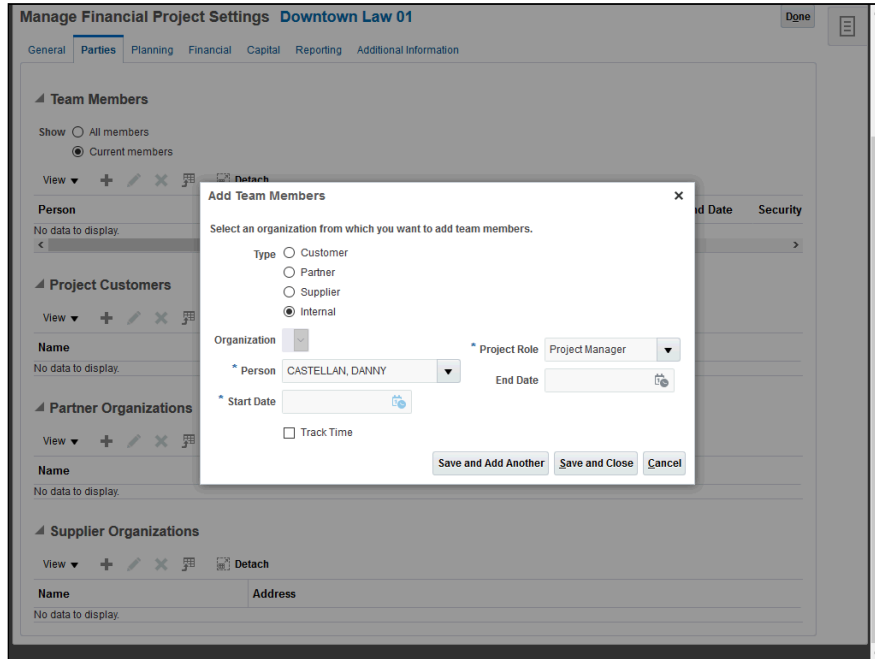 Manage Financial Project Settings Downtown Law 01
Done
General Parties Planning Financial Capital Reporting Additional Information
Team Members
Show All members
Current members
View Detach
Person
nd Date Security
No data to display.
Add Team Members
Select an organization from which you want to add team members.
Type Customer
Partner
Supplier
Internal
Organization
* Project Role Project Manager
* Person CASTELLAN, DANNY
End Date
* Start Date
Track Time
Save and Add Another Save and Close Cancel
Project Customers
View
Name
No data to display.
Partner Organizations
View
Name
No data to display.
Supplier Organizations
View Detach
Name Address
No data to display.